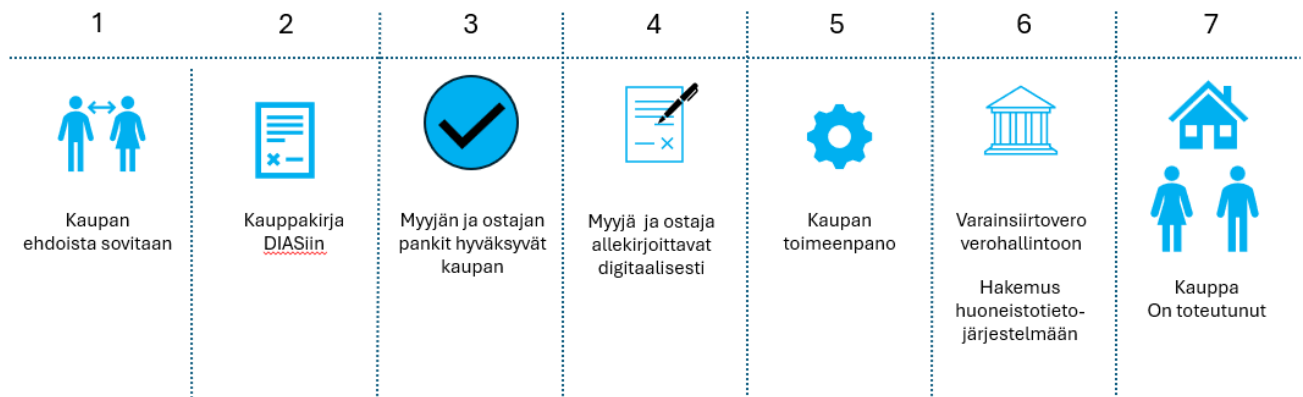 1
2
3
4
5
6
7
Kaupan
ehdoista sovitaan
Kauppakirja
DIASiin
Myyjän ja ostajan
pankit hyväksyvät
kaupan
Myyjä ja ostaja
allekirjoittavat
digitaalisesti
Kaupan
toimeenpano
Varainsiirtovero
verohallintoon
Hakemus
huoneistotieto-
järjestelmään
Kauppa
On toteutunut